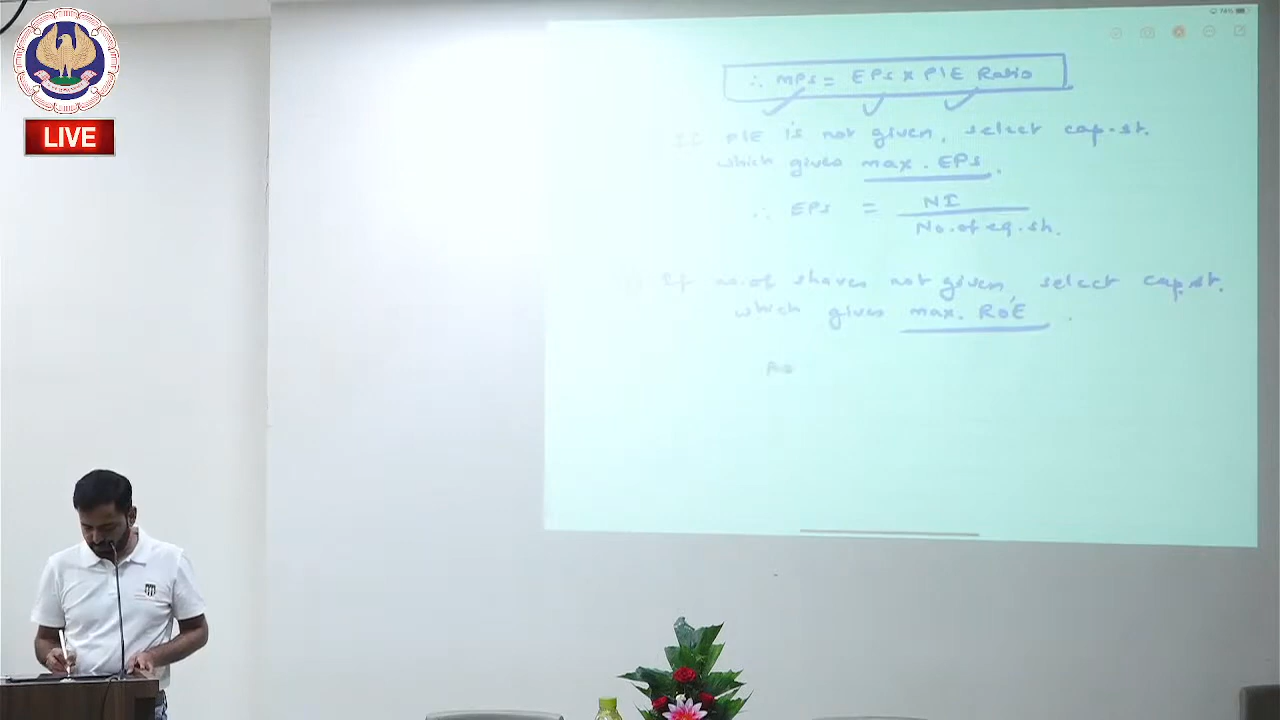 LIVE
74%
∴ MPS = EPS x P/E Ratio
If P/E is not given, select cap.st.
which gives max. EPS.
∴ EPS = NI
No. of eq. sh.
If no. of shares not given, select cap.st.
which gives max. ROE.